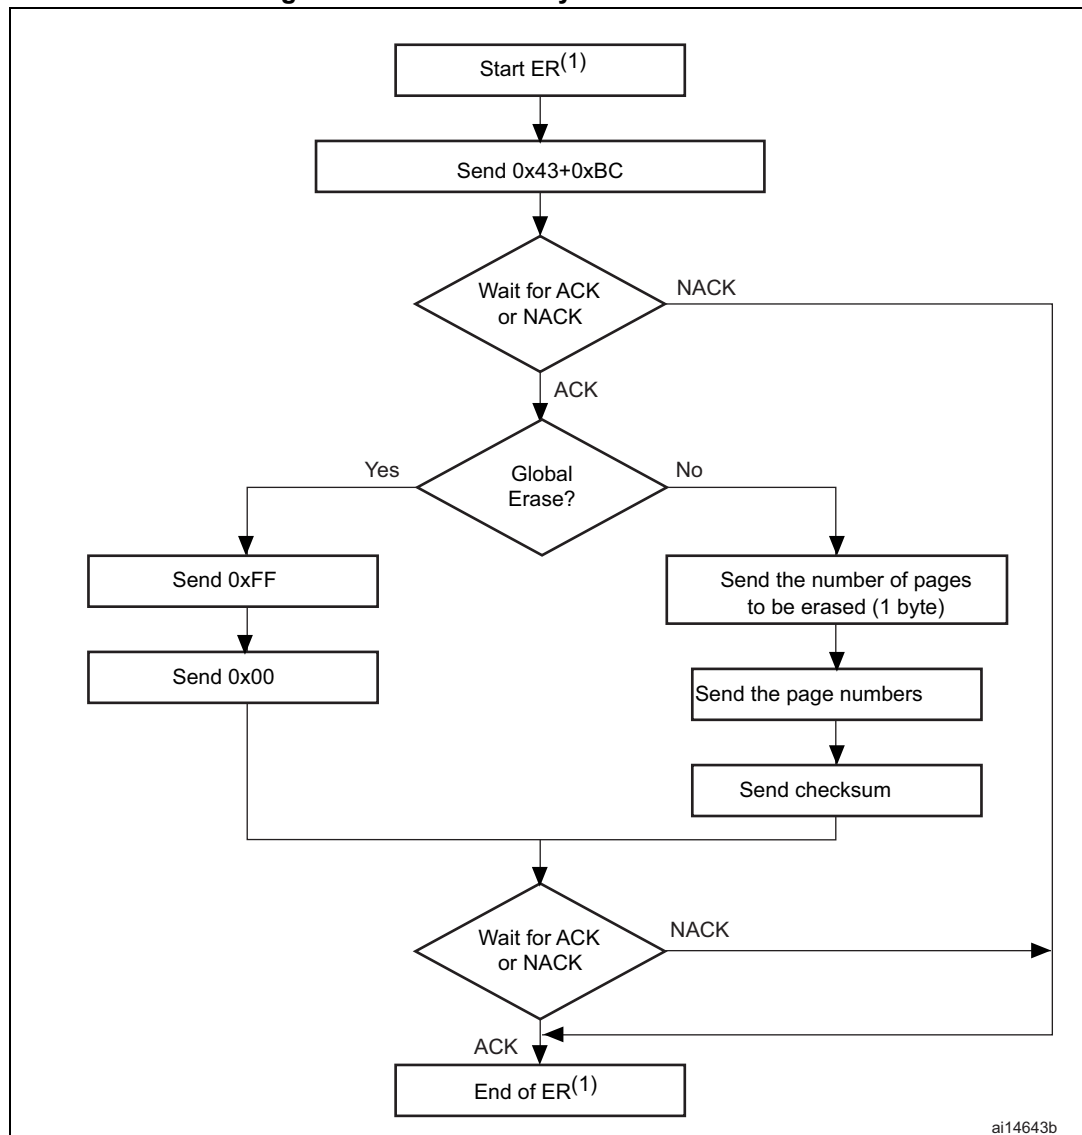 Start ER(1)
Send 0x43+0xBC
Wait for ACK
or NACK
NACK
ACK
Global
Erase?
Yes
No
Send 0xFF
Send 0x00
Send the number of pages
to be erased (1 byte)
Send the page numbers
Send checksum
Wait for ACK
or NACK
NACK
ACK
End of ER(1)
ai14643b